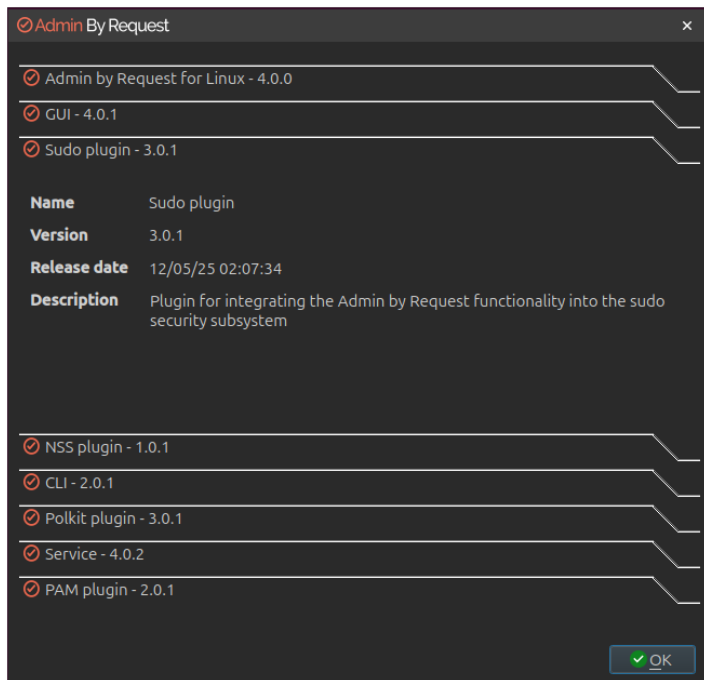 Admin By Request
Admin by Request for Linux - 4.0.0
GUI - 4.0.1
Sudo plugin - 3.0.1
Name Sudo plugin
Version 3.0.1
Release date 12/05/25 02:07:34
Description Plugin for integrating the Admin by Request functionality into the sudo
security subsystem
NSS plugin - 1.0.1
CLI - 2.0.1
Polkit plugin - 3.0.1
Service - 4.0.2
PAM plugin - 2.0.1
OK